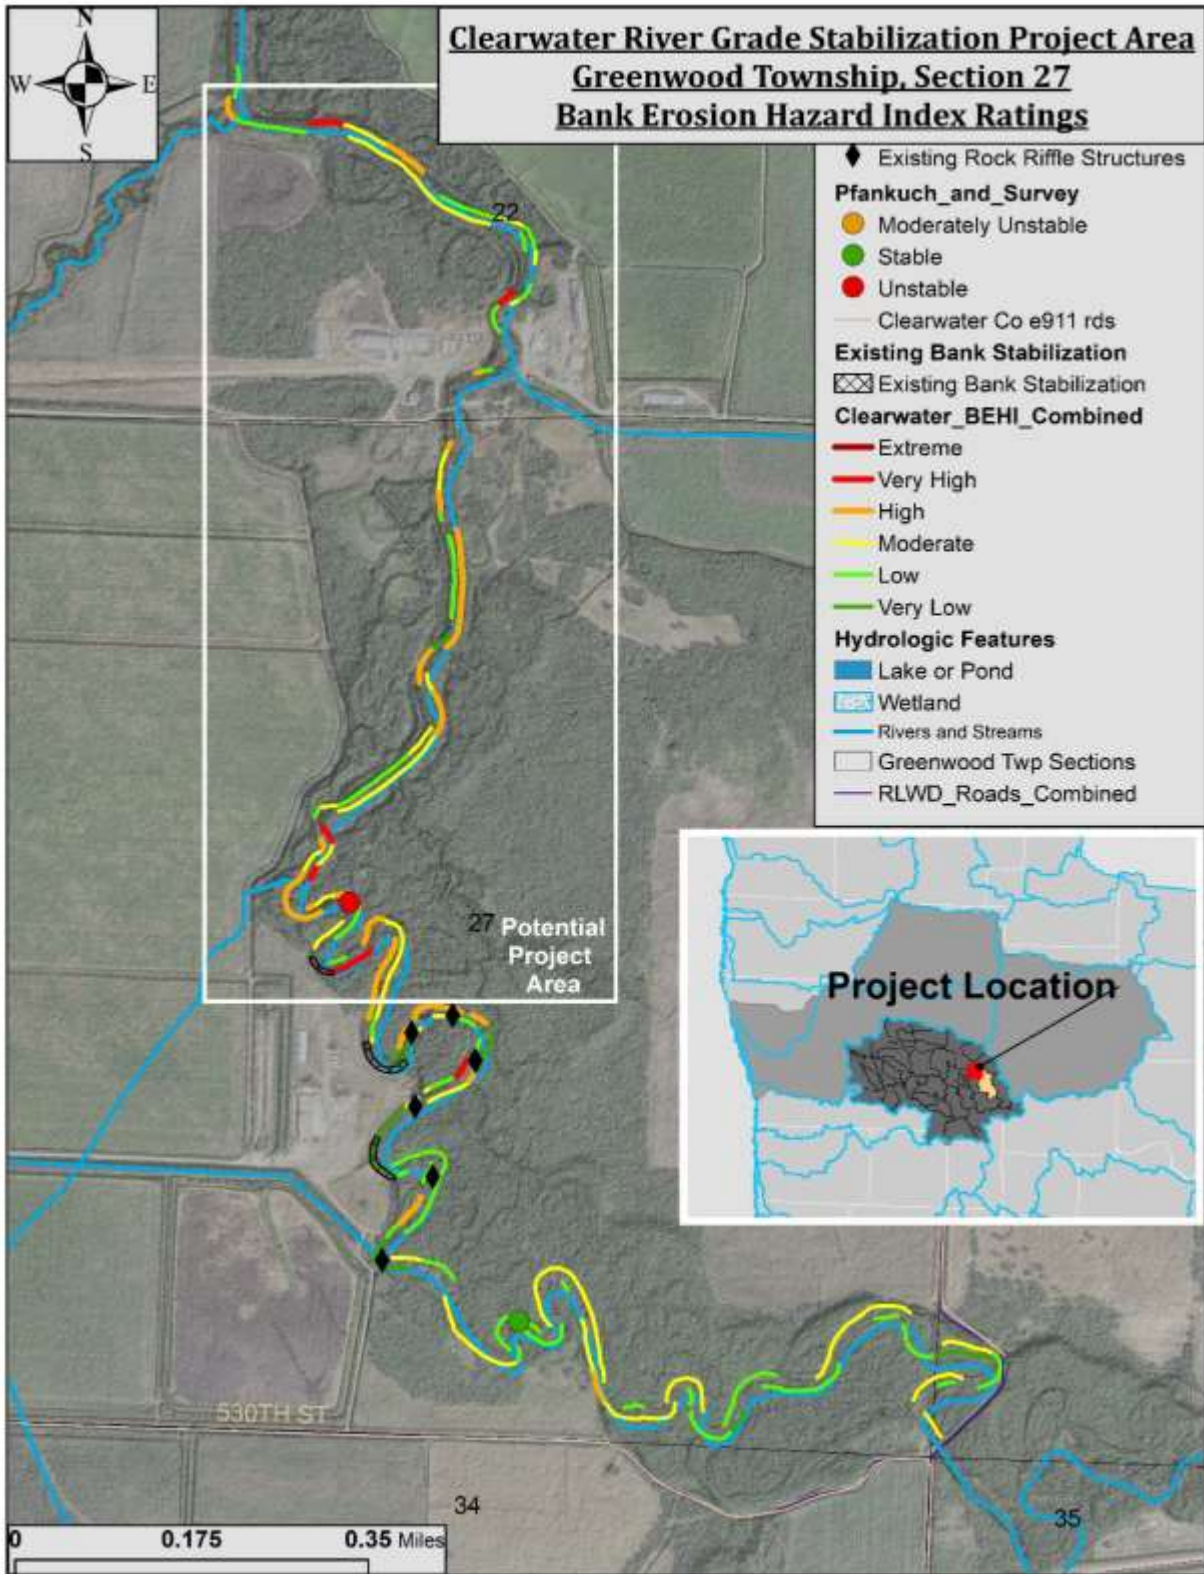 N
W E
S
Clearwater River Grade Stabilization Project Area
Greenwood Township, Section 27
Bank Erosion Hazard Index Ratings
Existing Rock Riffle Structures
Pfankuch_and_Survey
Moderately Unstable
Stable
Unstable
Clearwater Co e911 rds
Existing Bank Stabilization
Existing Bank Stabilization
Clearwater_BEHI_Combined
Extreme
Very High
High
Moderate
Low
Very Low
Hydrologic Features
Lake or Pond
Wetland
Rivers and Streams
Greenwood Twp Sections
RLWD_Roads_Combined
22
27
Potential
Project
Area
Project Location
530TH ST
34
35
0 0.175 0.35 Miles